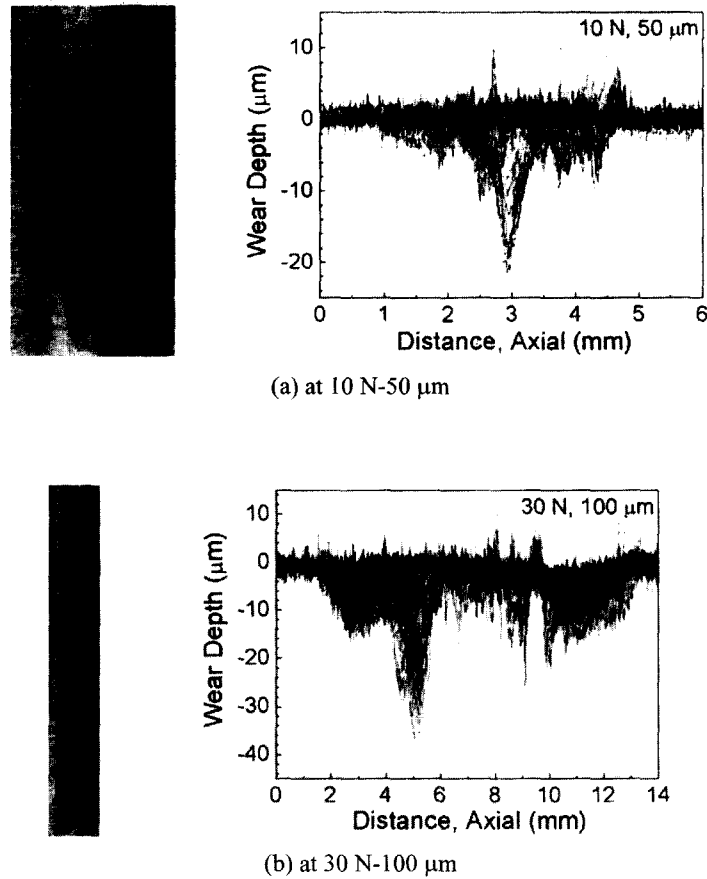 10
0
-10
-20
Wear Depth (μm)
10 N, 50 μm
0 1 2 3 4 5 6
Distance, Axial (mm)
(a) at 10 N-50 μm
10
0
-10
-20
-30
-40
Wear Depth (μm)
30 N, 100 μm
0 2 4 6 8 10 12 14
Distance, Axial (mm)
(b) at 30 N-100 μm